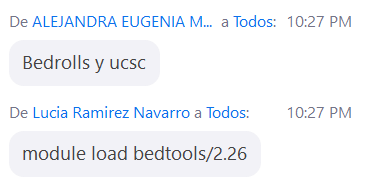 De ALEJANDRA EUGENIA M... a Todos: 10:27 PM
Bedrolls y ucsc
De Lucia Ramirez Navarro a Todos: 10:27 PM
module load bedtools/2.26